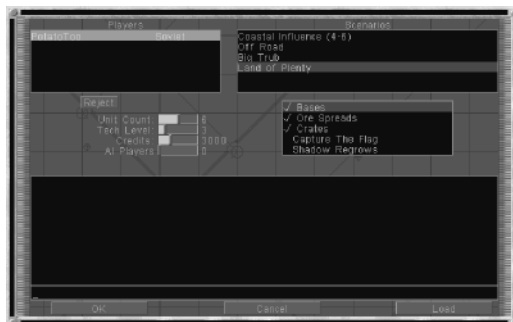 Players
Scenarios
PotatoTop Soviet
Coastal Influence (4-6)
Off Road
Big Trub
Land of Plenty
Reject
Unit Count: 6
Tech Level: 3
Credits: 3000
AI Players 0
✓ Bases
✓ Ore Spreads
✓ Crates
Capture The Flag
Shadow Regrows
OK
Cancel
Load